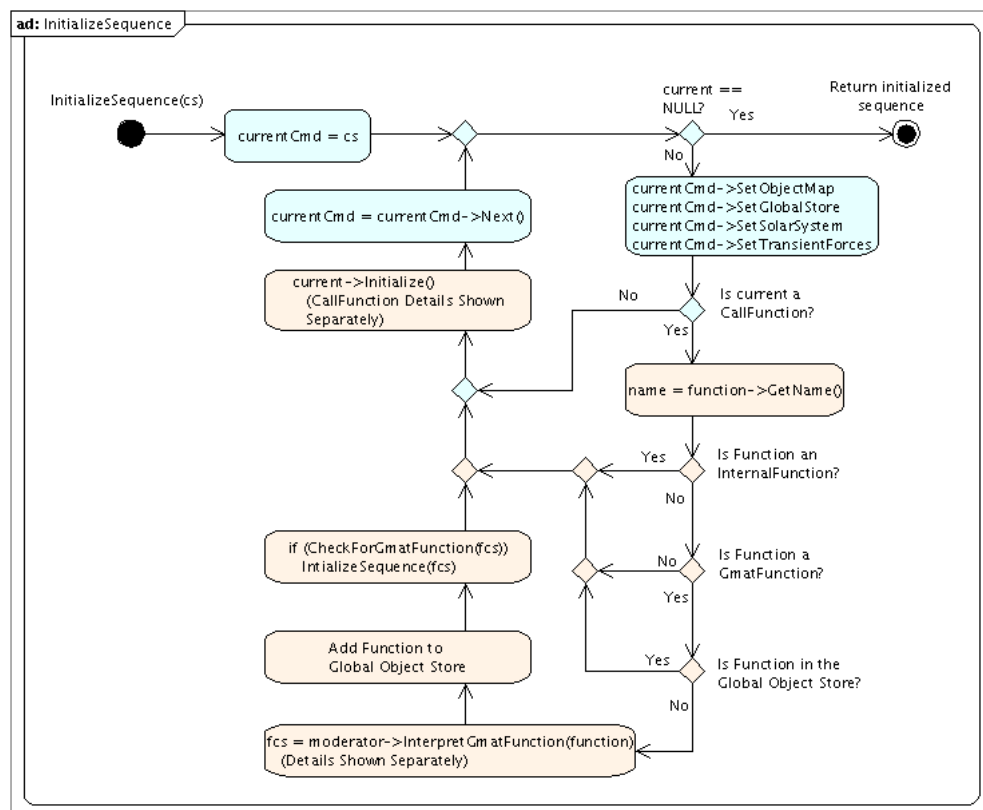 ad: InitializeSequence
InitializeSequence(cs)
currentCmd = cs
current ==
NULL?
Yes
No
Return initialized
sequence
currentCmd->SetObjectMap
currentCmd->SetGlobalStore
currentCmd->SetSolarSystem
currentCmd->SetTransientForces
currentCmd = currentCmd->Next()
current->Initialize()
(CallFunction Details Shown
Separately)
No
Is current a
CallFunction?
Yes
name = function->GetName()
Yes
Is Function an
InternalFunction?
No
if (CheckForGmatFunction(fcs))
IntializeSequence(fcs)
No
Is Function a
GmatFunction?
Yes
Add Function to
Global Object Store
Yes
Is Function in the
Global Object Store?
No
fcs = moderator->InterpretGmatFunction(function)
(Details Shown Separately)